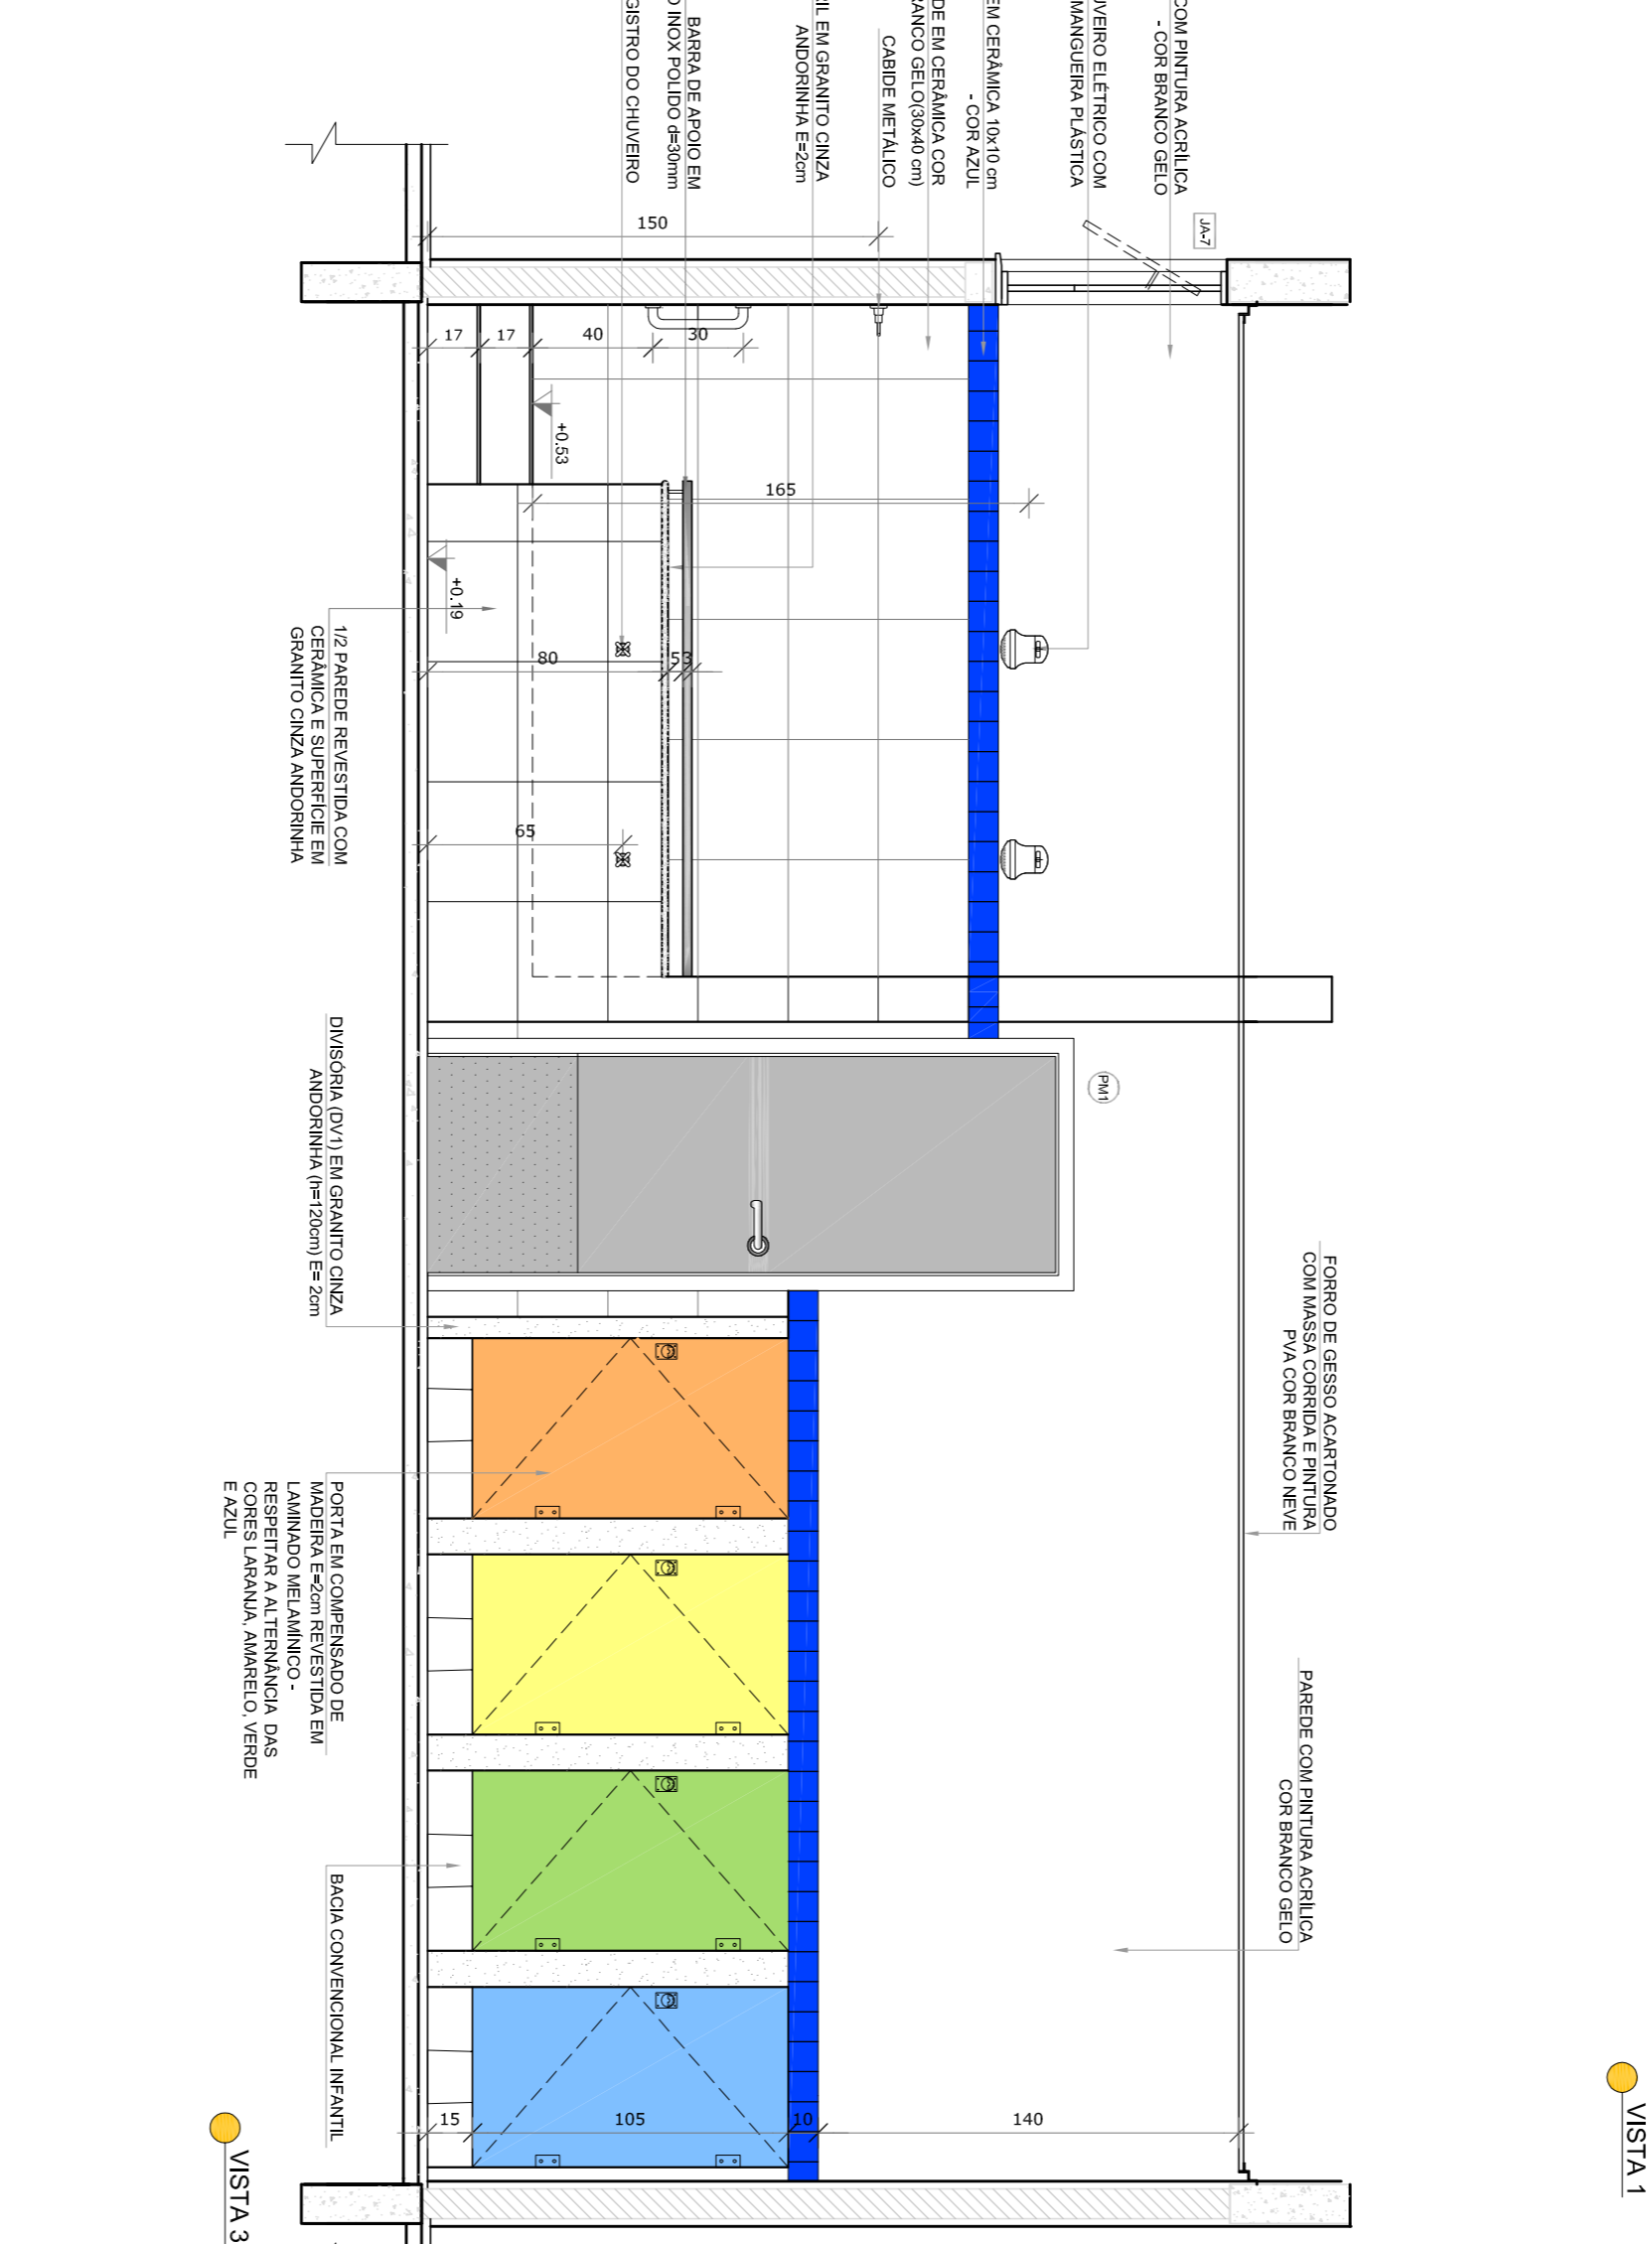 COM PINTURA ACRÍLICA
- COR BRANCO GELO
UVEIRO ELÉTRICO COM
MANGUEIRA PLÁSTICA
EM CERÂMICA 10x10 cm
- COR AZUL
DE EM CERÂMICA COR
RANCO GELO(30x40 cm)
CABIDE METÁLICO
RIL EM GRANITO CINZA
ANDORINHA E=2cm
BARRA DE APOIO EM
O INOX POLIDO d=30mm
GISTRO DO CHUVEIRO
JA-7
150
17
17
40
30
+0.53
165
+0.19
80
5
3
65
1/2 PAREDE REVESTIDA COM
CERÂMICA E SUPERFÍCIE EM
GRANITO CINZA ANDORINHA
PM1
DIVISÓRIA (DV1) EM GRANITO CINZA
ANDORINHA (h=120cm) E= 2cm
FORRO DE GESSO ACARTONADO
COM MASSA CORRIDA E PINTURA
PVA COR BRANCO NEVE
PORTA EM COMPENSADO DE
MADEIRA E=2cm REVESTIDA EM
LAMINADO MELAMÍNICO -
RESPEITAR A ALTERNÂNCIA DAS
CORES LARANJA, AMARELO, VERDE
E AZUL
PAREDE COM PINTURA ACRÍLICA
COR BRANCO GELO
BACIA CONVENCIONAL INFANTIL
15
105
10
140
VISTA 1
VISTA 3